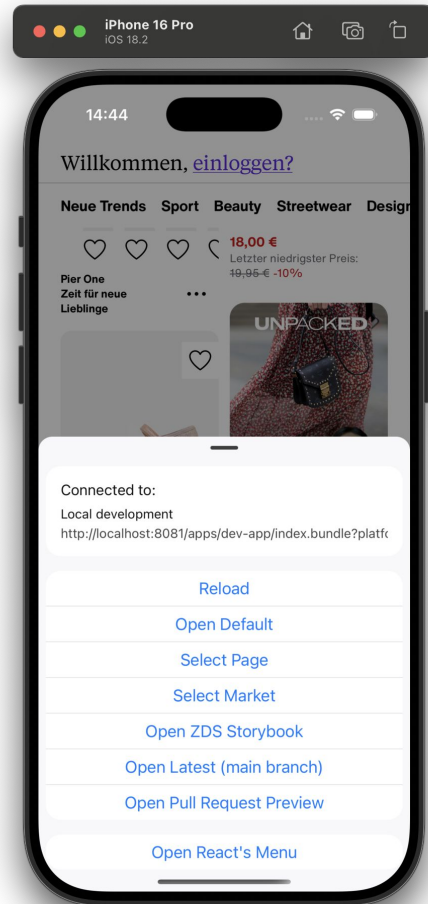 iPhone 16 Pro
iOS 18.2
14:44
Willkommen, einloggen?
Neue Trends Sport Beauty Streetwear Design
18,00 €
Letzter niedrigster Preis:
19,95 € -10%
Pier One
Zeit für neue
Lieblinge
UNPACKED
Connected to:
Local development
http://localhost:8081/apps/dev-app/index.bundle?platfo
Reload
Open Default
Select Page
Select Market
Open ZDS Storybook
Open Latest (main branch)
Open Pull Request Preview
Open React's Menu